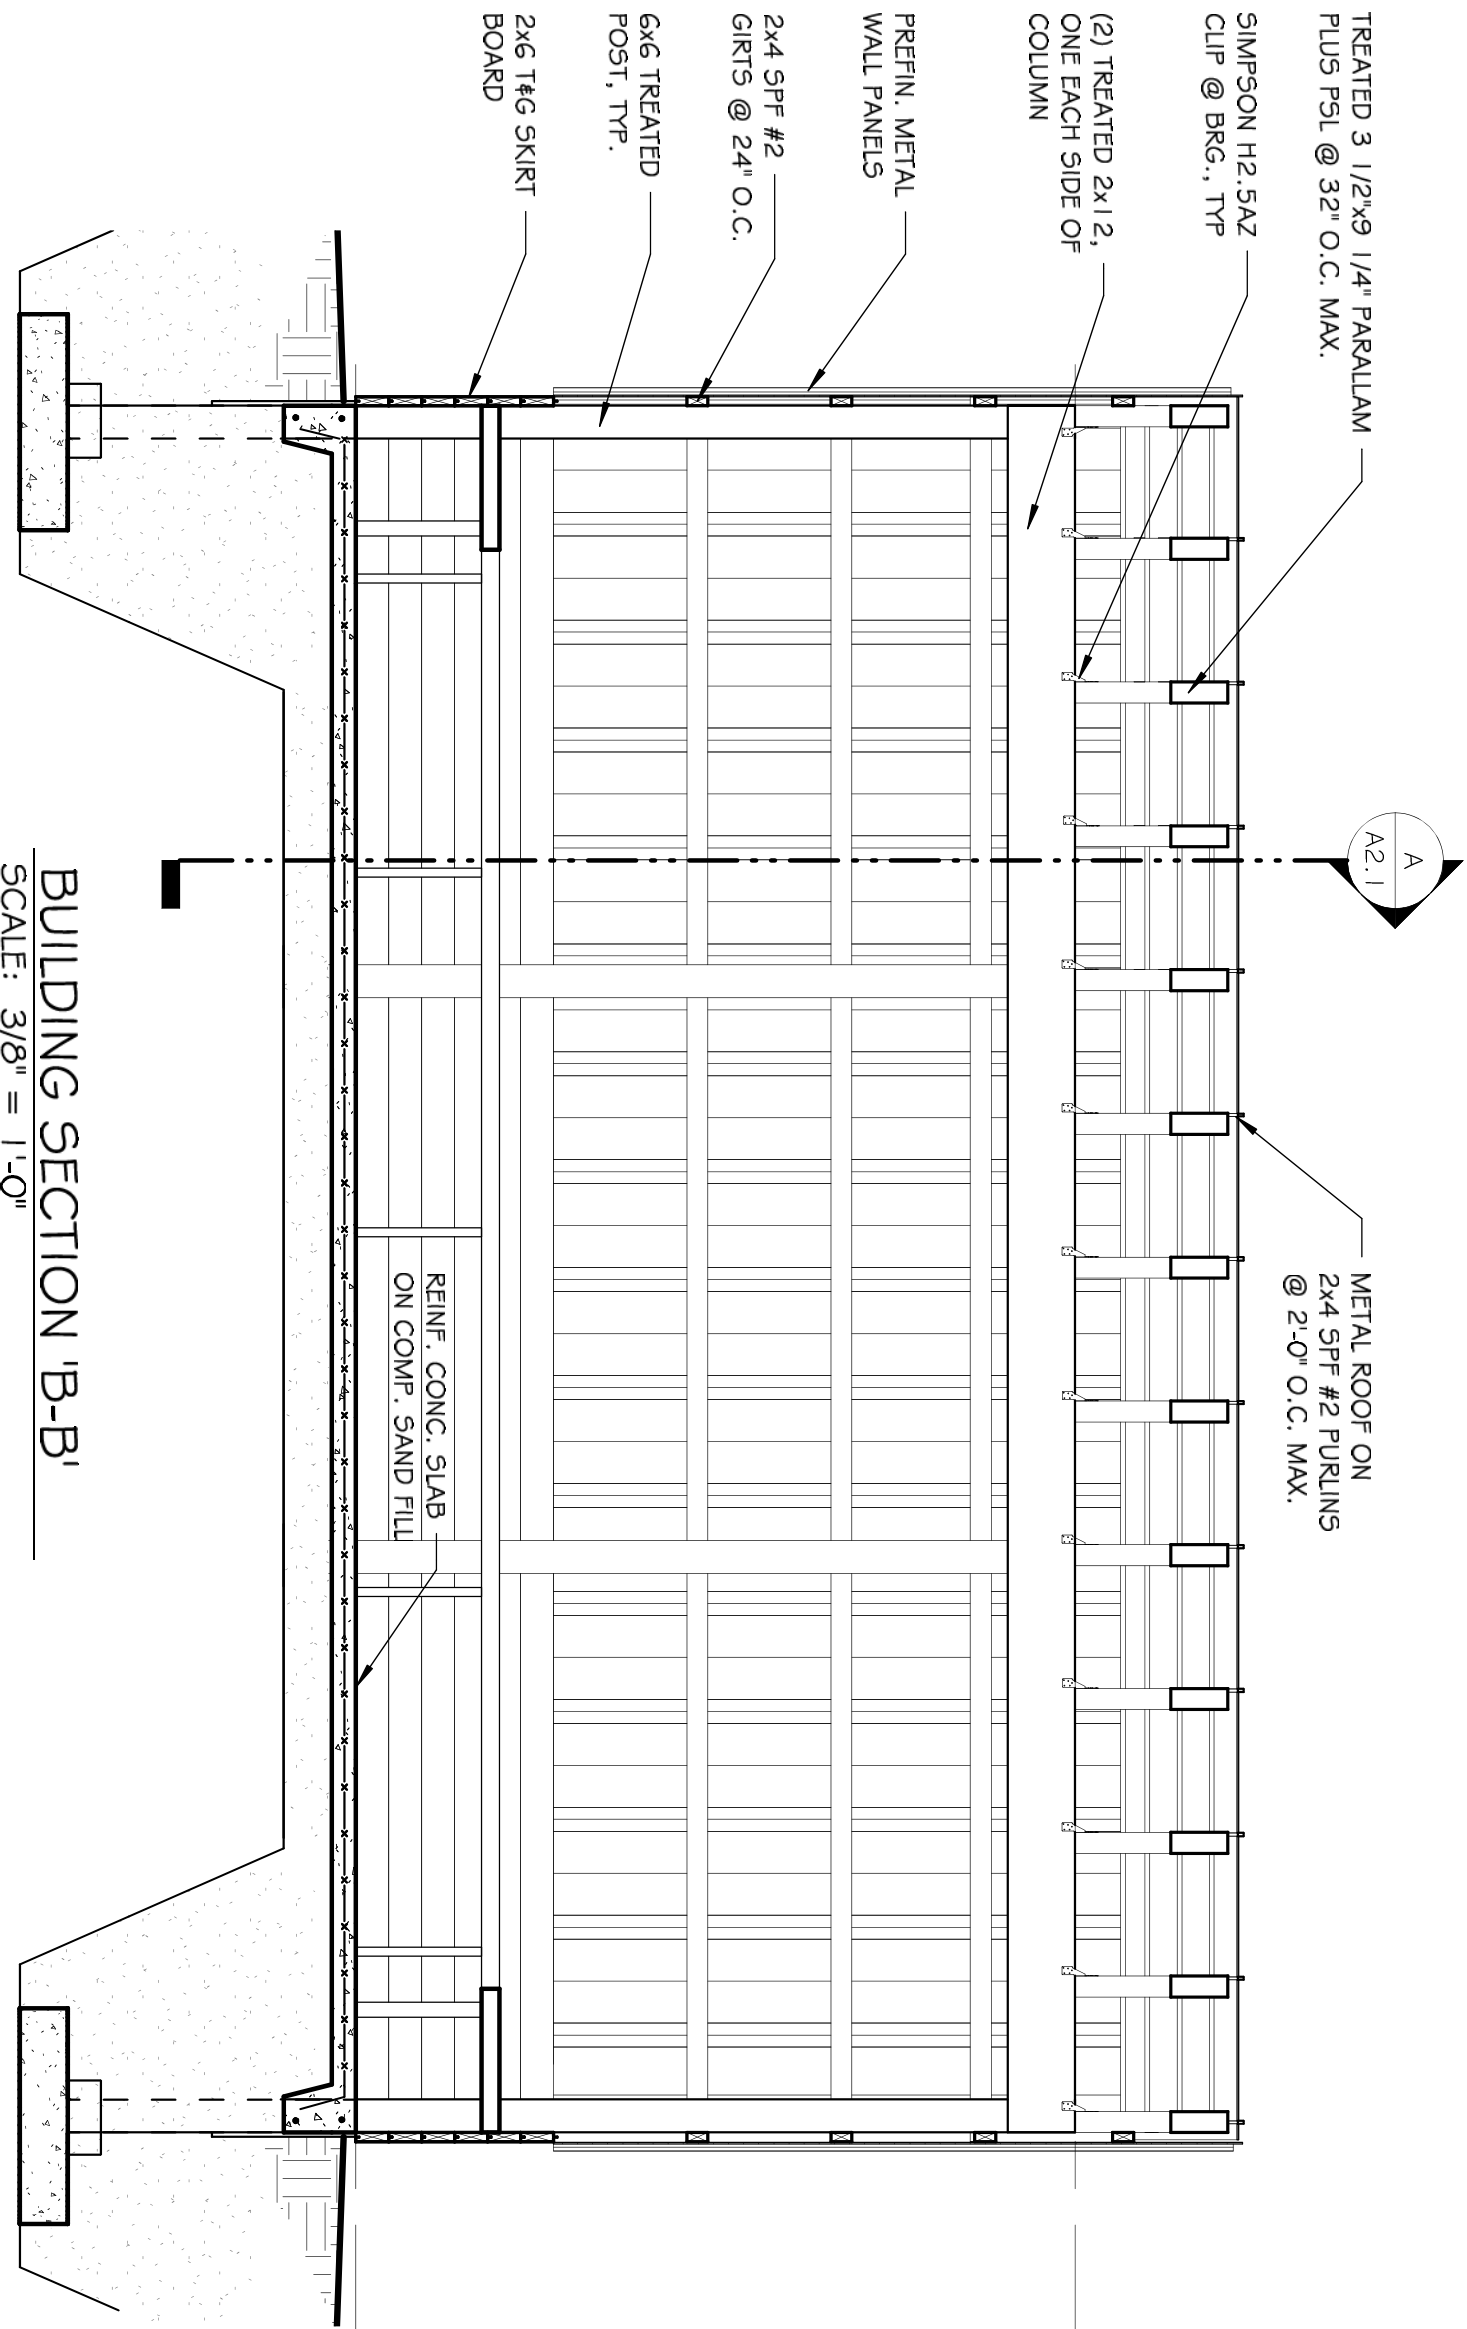 TREATED 3 1/2"x9 1/4" PARALLAM
PLUS PSL @ 32" O.C. MAX.
SIMPSON H2.5AZ
CLIP @ BRG., TYP
(2) TREATED 2x12,
ONE EACH SIDE OF
COLUMN
PREFIN. METAL
WALL PANELS
2x4 SPF #2
GIRTS @ 24" O.C.
6x6 TREATED
POST, TYP.
2x6 T&G SKIRT
BOARD
A
A2.1
METAL ROOF ON
2x4 SPF #2 PURLINS
@ 2'-0" O.C. MAX.
REINF. CONC. SLAB
ON COMP. SAND FILL
BUILDING SECTION 'B-B'
SCALE: 3/8" = 1'-0"